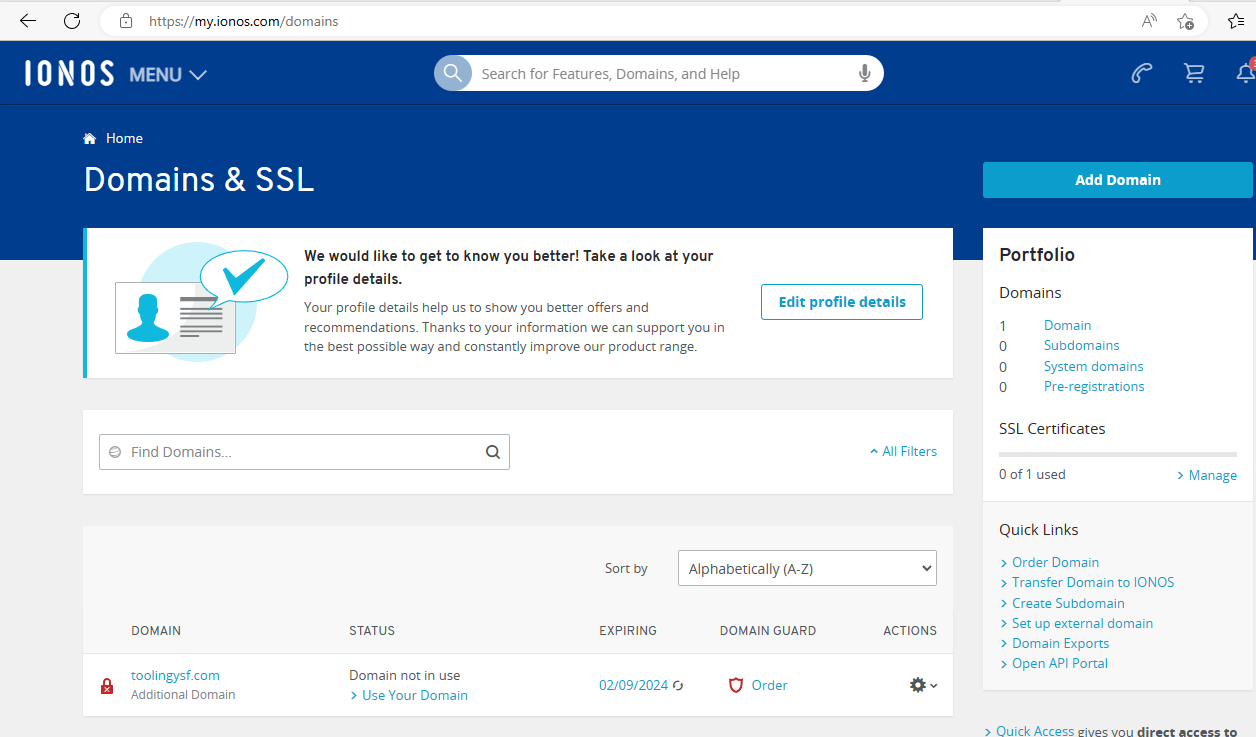 https://my.ionos.com/domains
IONOS MENU
Search for Features, Domains, and Help
Home
Domains & SSL
Add Domain
We would like to get to know you better! Take a look at your
profile details.
Your profile details help us to show you better offers and
recommendations. Thanks to your information we can support you in
the best possible way and constantly improve our product range.
Edit profile details
Portfolio
Domains
1 Domain
0 Subdomains
0 System domains
0 Pre-registrations
SSL Certificates
0 of 1 used Manage
Find Domains...
All Filters
Quick Links
Order Domain
Transfer Domain to IONOS
Create Subdomain
Set up external domain
Domain Exports
Open API Portal
Sort by Alphabetically (A-Z)
DOMAIN STATUS EXPIRING DOMAIN GUARD ACTIONS
toolingysf.com
Additional Domain
Domain not in use
Use Your Domain
02/09/2024
Order
Quick Access gives you direct access to